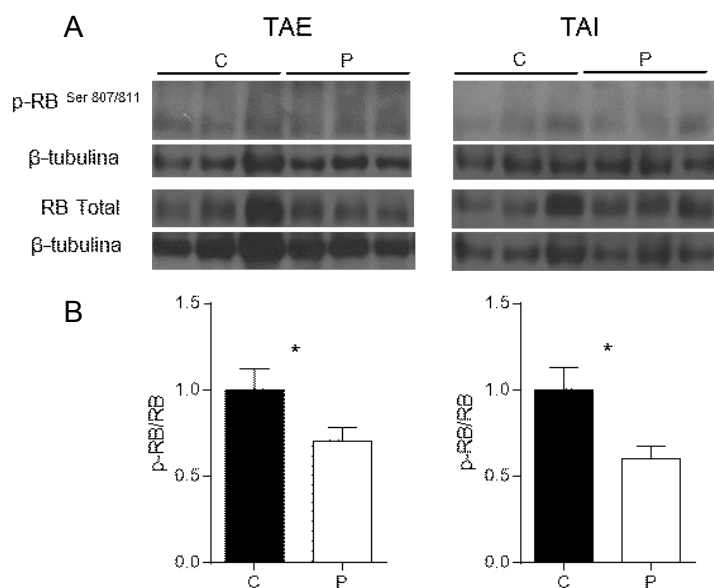 A TAE TAI
C P C P
p-RB Ser 807/811
β-tubulina
RB Total
β-tubulina
B
1.5 1.5
* *
1.0 1.0
p-RB/RB p-RB/RB
0.5 0.5
0.0 0.0
C P C P